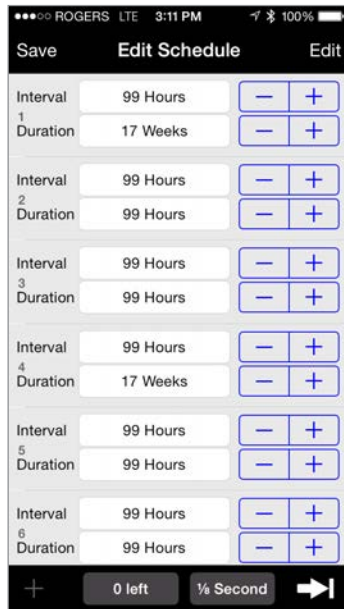 ROGERS LTE 3:11 PM 100%
Save Edit Schedule Edit
Interval 99 Hours − +
1
Duration 17 Weeks − +
Interval 99 Hours − +
2
Duration 99 Hours − +
Interval 99 Hours − +
3
Duration 99 Hours − +
Interval 99 Hours − +
4
Duration 17 Weeks − +
Interval 99 Hours − +
5
Duration 99 Hours − +
Interval 99 Hours − +
6
Duration 99 Hours − +
+ 0 left ⅛ Second